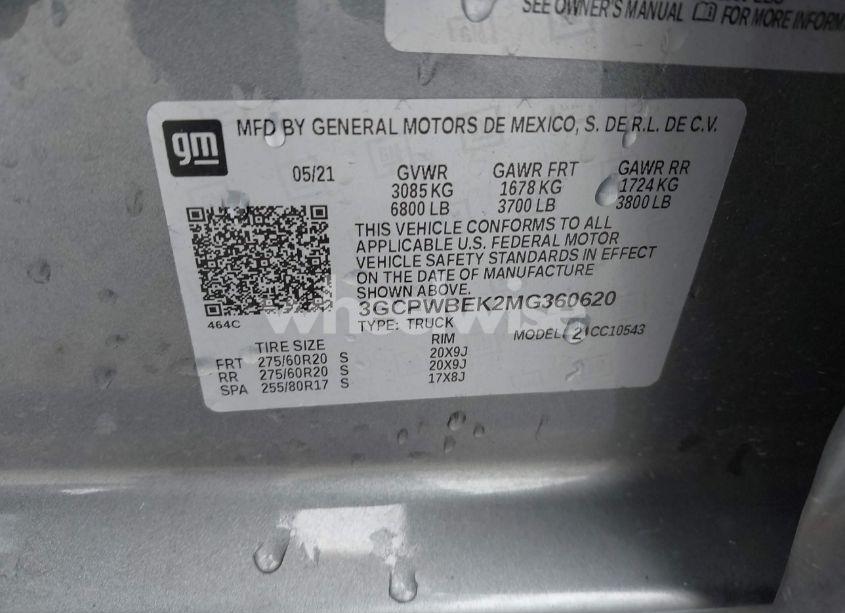 SEE OWNER'S MANUAL FOR MORE INFORM
gm
MFD BY GENERAL MOTORS DE MEXICO, S. DE R.L. DE C.V.
05/21 GVWR GAWR FRT GAWR RR
3085 KG 1678 KG 1724 KG
6800 LB 3700 LB 3800 LB
THIS VEHICLE CONFORMS TO ALL
APPLICABLE U.S. FEDERAL MOTOR
VEHICLE SAFETY STANDARDS IN EFFECT
ON THE DATE OF MANUFACTURE
SHOWN ABOVE.
3GCPWBEK2MG360620
464C
TYPE: TRUCK MODEL: 21CC10543
TIRE SIZE RIM
FRT 275/60R20 S 20X9J
RR 275/60R20 S 20X9J
SPA 255/80R17 S 17X8J